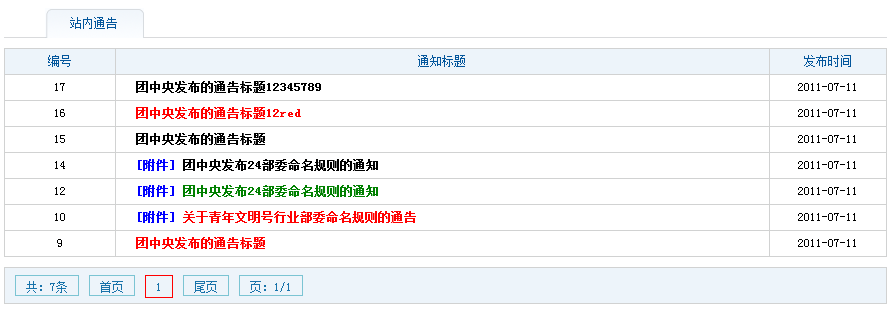 站内通告
编号 通知标题 发布时间
17 团中央发布的通告标题12345789 2011-07-11
16 团中央发布的通告标题12red 2011-07-11
15 团中央发布的通告标题 2011-07-11
14 [附件] 团中央发布24部委命名规则的通知 2011-07-11
12 [附件] 团中央发布24部委命名规则的通知 2011-07-11
10 [附件] 关于青年文明号行业部委命名规则的通告 2011-07-11
9 团中央发布的通告标题 2011-07-11
共: 7条 首页 1 尾页 页: 1/1